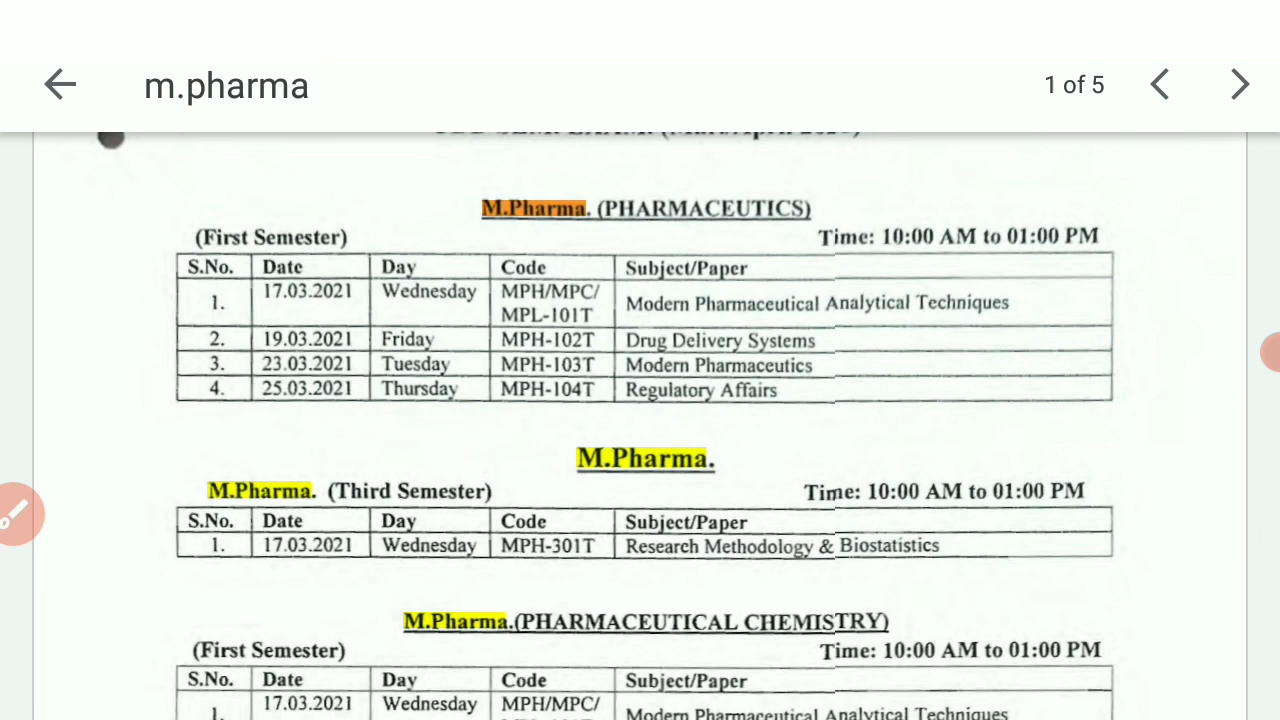 m.pharma
1 of 5
M.Pharma. (PHARMACEUTICS)
(First Semester) Time: 10:00 AM to 01:00 PM
S.No. Date Day Code Subject/Paper
1. 17.03.2021 Wednesday MPH/MPC/ Modern Pharmaceutical Analytical Techniques
MPL-101T
2. 19.03.2021 Friday MPH-102T Drug Delivery Systems
3. 23.03.2021 Tuesday MPH-103T Modern Pharmaceutics
4. 25.03.2021 Thursday MPH-104T Regulatory Affairs
M.Pharma.
M.Pharma. (Third Semester) Time: 10:00 AM to 01:00 PM
S.No. Date Day Code Subject/Paper
1. 17.03.2021 Wednesday MPH-301T Research Methodology & Biostatistics
M.Pharma.(PHARMACEUTICAL CHEMISTRY)
(First Semester) Time: 10:00 AM to 01:00 PM
S.No. Date Day Code Subject/Paper
1. 17.03.2021 Wednesday MPH/MPC/ Modern Pharmaceutical Analytical Techniques